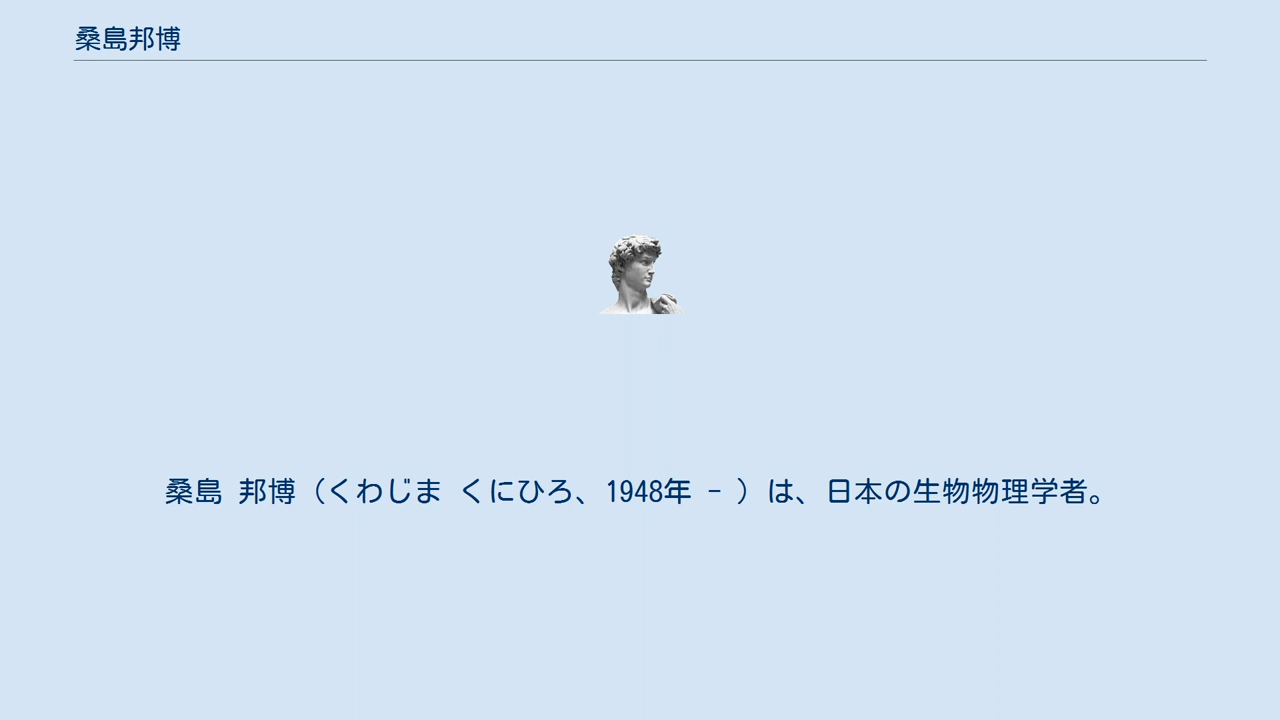 桑島邦博
桑島 邦博（くわじま くにひろ、1948年 - ）は、日本の生物物理学者。